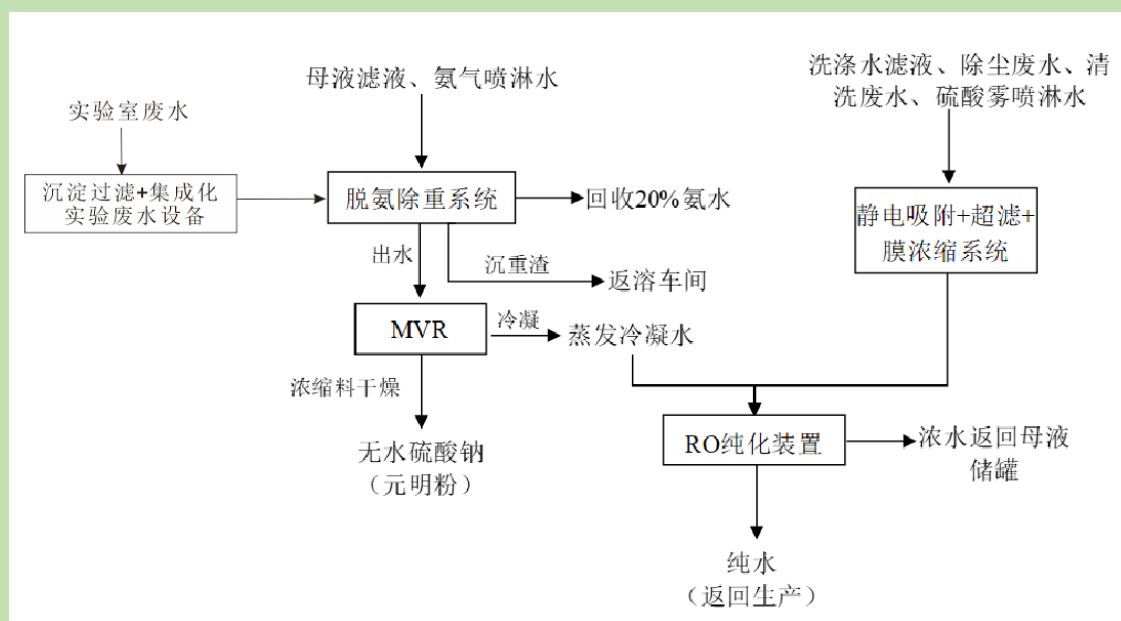 母液滤液、氨气喷淋水
洗涤水滤液、除尘废水、清
洗废水、硫酸雾喷淋水
实验室废水
沉淀过滤+集成化
实验废水设备
脱氨除重系统
回收20%氨水
静电吸附+超滤+
膜浓缩系统
出水
沉重渣
返溶车间
MVR
冷凝
蒸发冷凝水
浓缩料干燥
无水硫酸钠
（元明粉）
RO纯化装置
浓水返回母液
储罐
纯水
（返回生产）